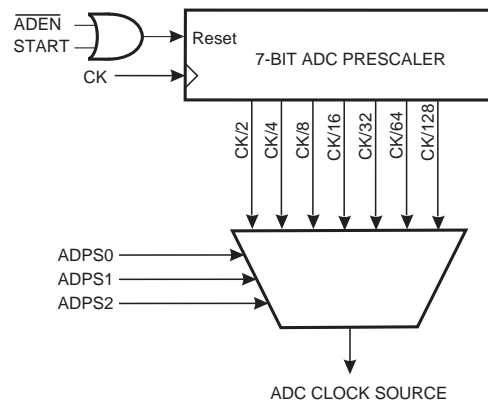 ADEN
START
Reset
CK
7-BIT ADC PRESCALER
CK/2
CK/4
CK/8
CK/16
CK/32
CK/64
CK/128
ADPS0
ADPS1
ADPS2
ADC CLOCK SOURCE